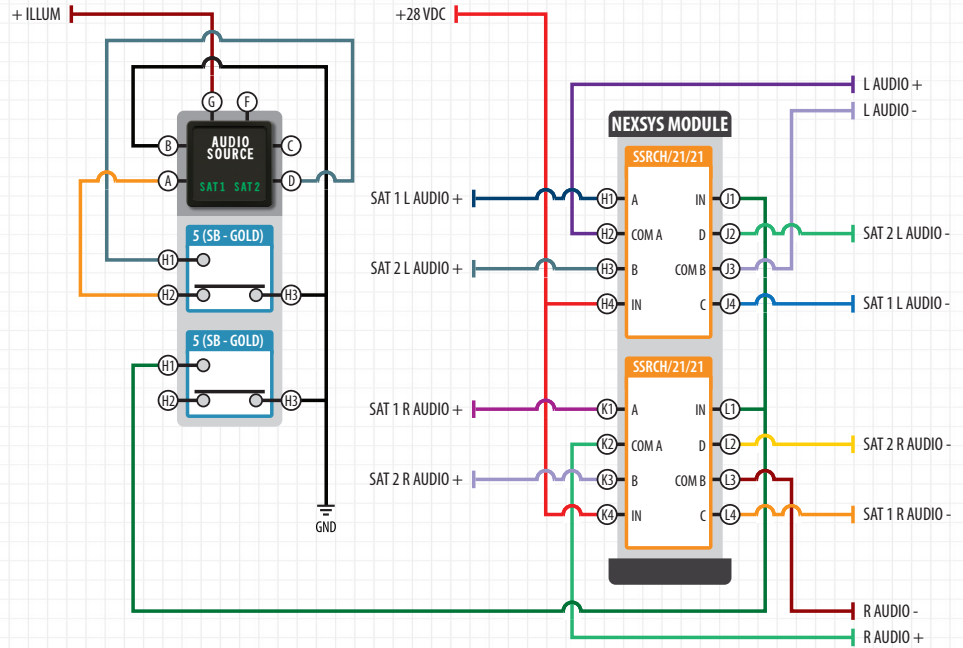 + ILLUM
+28 VDC
G
F
B
C
A
D
AUDIO
SOURCE
SAT1 SAT2
5 (SB - GOLD)
H1
H2
H3
5 (SB - GOLD)
H1
H2
H3
GND
L AUDIO +
L AUDIO -
NEXSYS MODULE
SSRCH/21/21
SAT 1 L AUDIO +
H1
A
IN
J1
H2
COM A
D
J2
SAT 2 L AUDIO -
SAT 2 L AUDIO +
H3
B
COM B
J3
H4
IN
C
J4
SAT 1 L AUDIO -
SSRCH/21/21
SAT 1 R AUDIO +
K1
A
IN
L1
K2
COM A
D
L2
SAT 2 R AUDIO -
SAT 2 R AUDIO +
K3
B
COM B
L3
K4
IN
C
L4
SAT 1 R AUDIO -
R AUDIO -
R AUDIO +